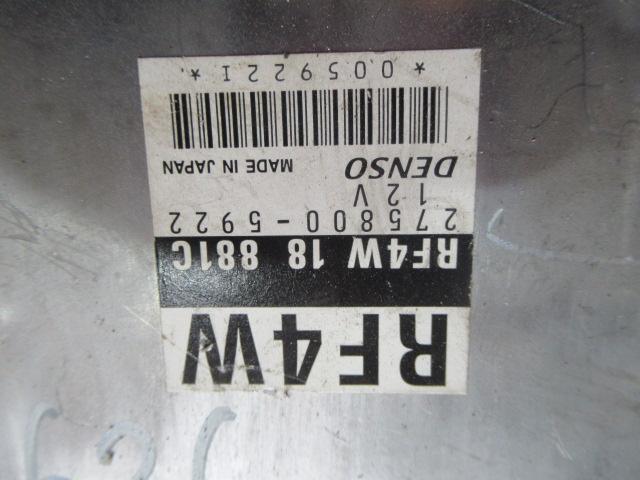 RF4W
RF4W 18 881C
275800-5922
12V
DENSO MADE IN JAPAN
*0059221*